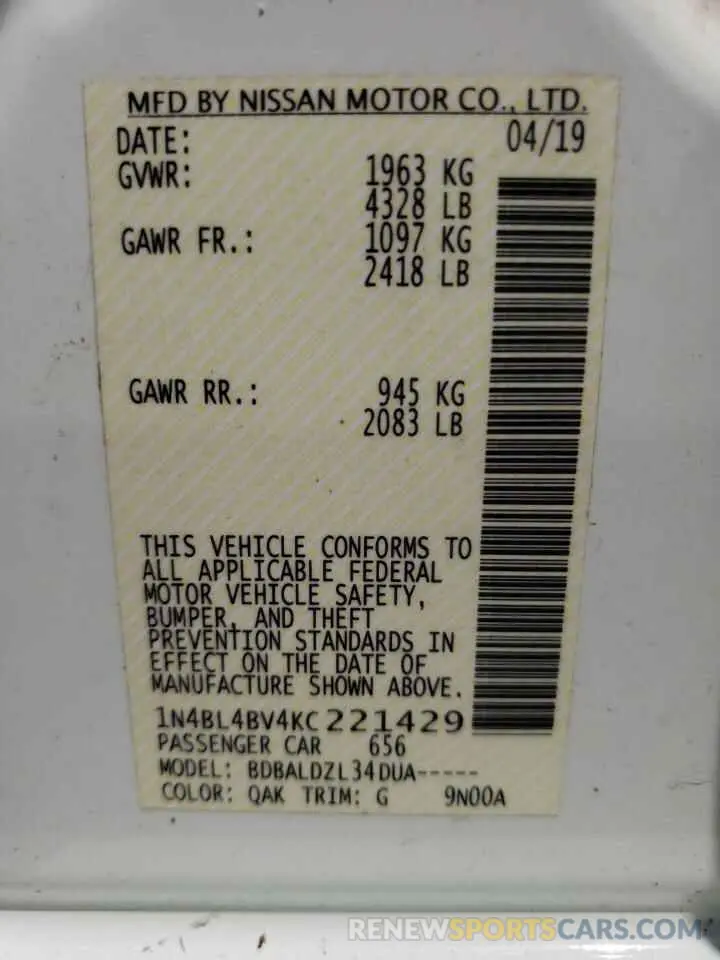 MFD BY NISSAN MOTOR CO., LTD.
DATE: 04/19
GVWR: 1963 KG
4328 LB
GAWR FR.: 1097 KG
2418 LB
GAWR RR.: 945 KG
2083 LB
THIS VEHICLE CONFORMS TO
ALL APPLICABLE FEDERAL
MOTOR VEHICLE SAFETY,
BUMPER, AND THEFT
PREVENTION STANDARDS IN
EFFECT ON THE DATE OF
MANUFACTURE SHOWN ABOVE.
1N4BL4BV4KC221429
PASSENGER CAR 656
MODEL: BDBALDZL34DUA-----
COLOR: QAK TRIM: G 9N00A
RENEWSPORTSCARS.COM